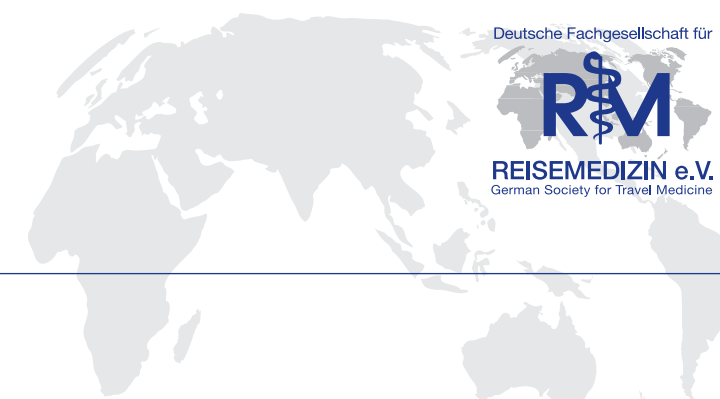 Deutsche Fachgesellschaft für
RM
REISEMEDIZIN e.V.
German Society for Travel Medicine